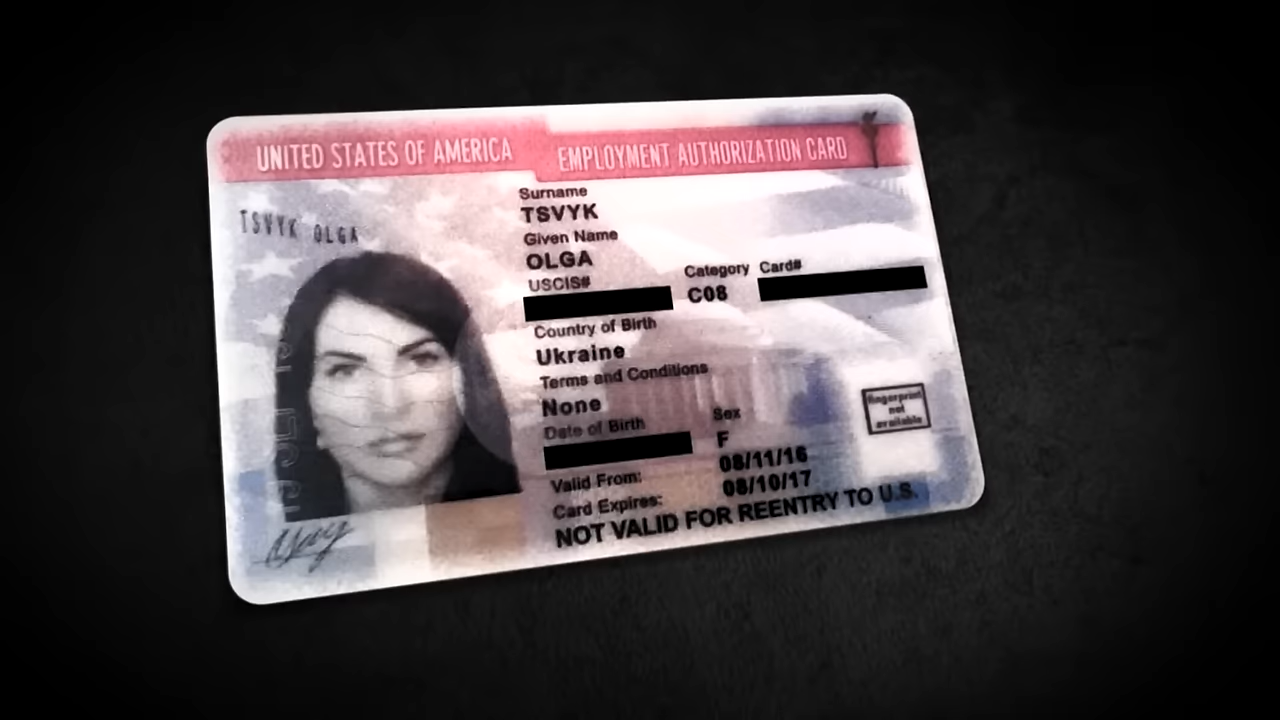 UNITED STATES OF AMERICA EMPLOYMENT AUTHORIZATION CARD
TSVYK OLGA
Surname
TSVYK
Given Name
OLGA
USCIS# Category Card#
C08
Country of Birth
Ukraine
Terms and Conditions
None
Date of Birth Sex
F
Valid From: 08/11/16
Card Expires: 08/10/17
NOT VALID FOR REENTRY TO U.S.
fingerprint
not
available